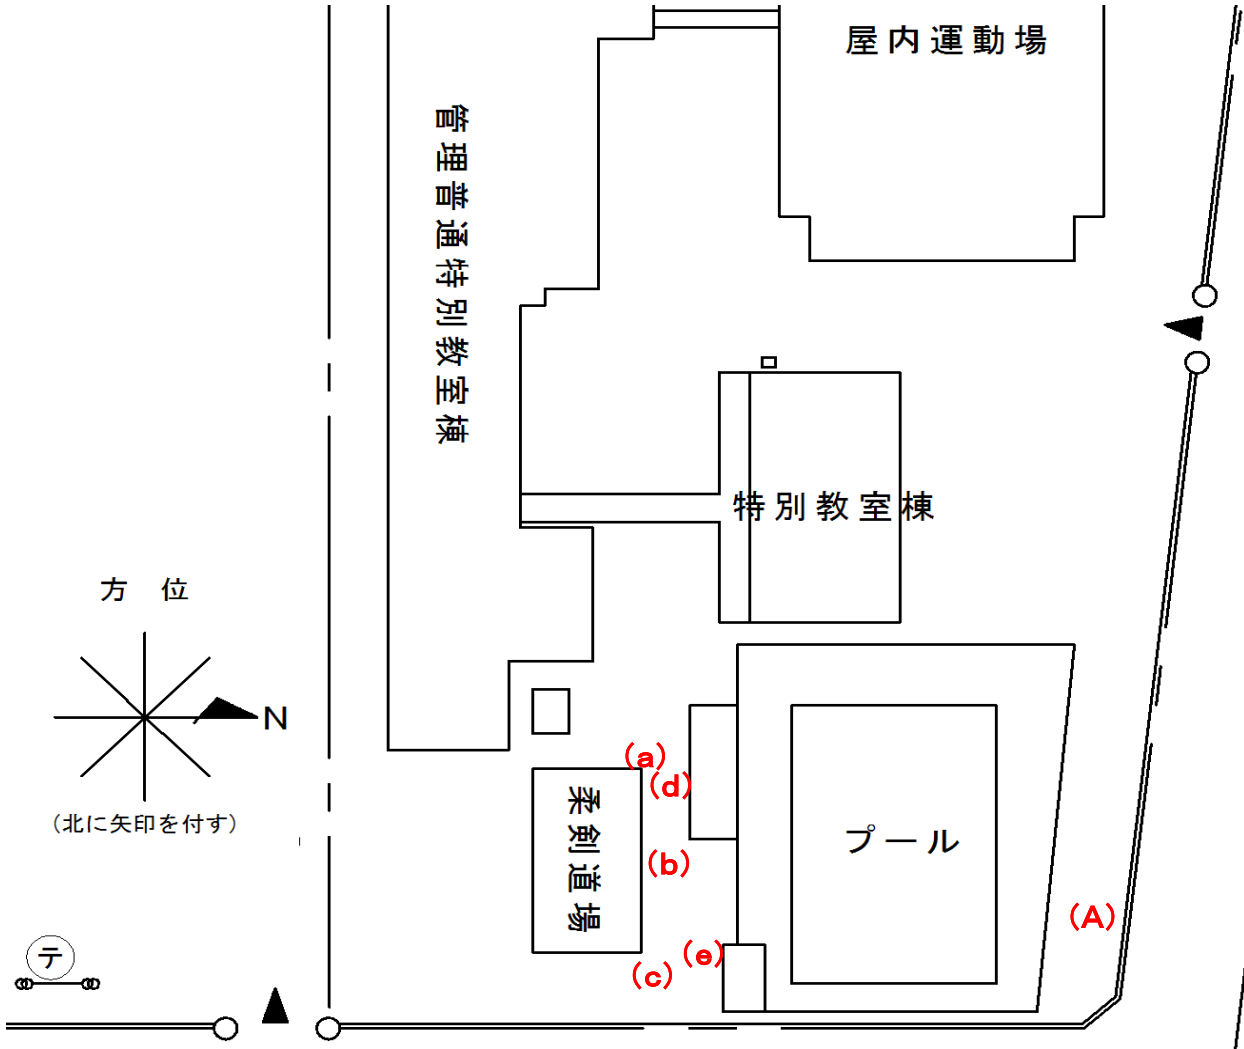 屋内運動場
管理普通特別教室棟
特別教室棟
方 位
N
(北に矢印を付す)
(a)
(d)
柔剣道場
(b)
プール
(A)
(e)
(c)
テ